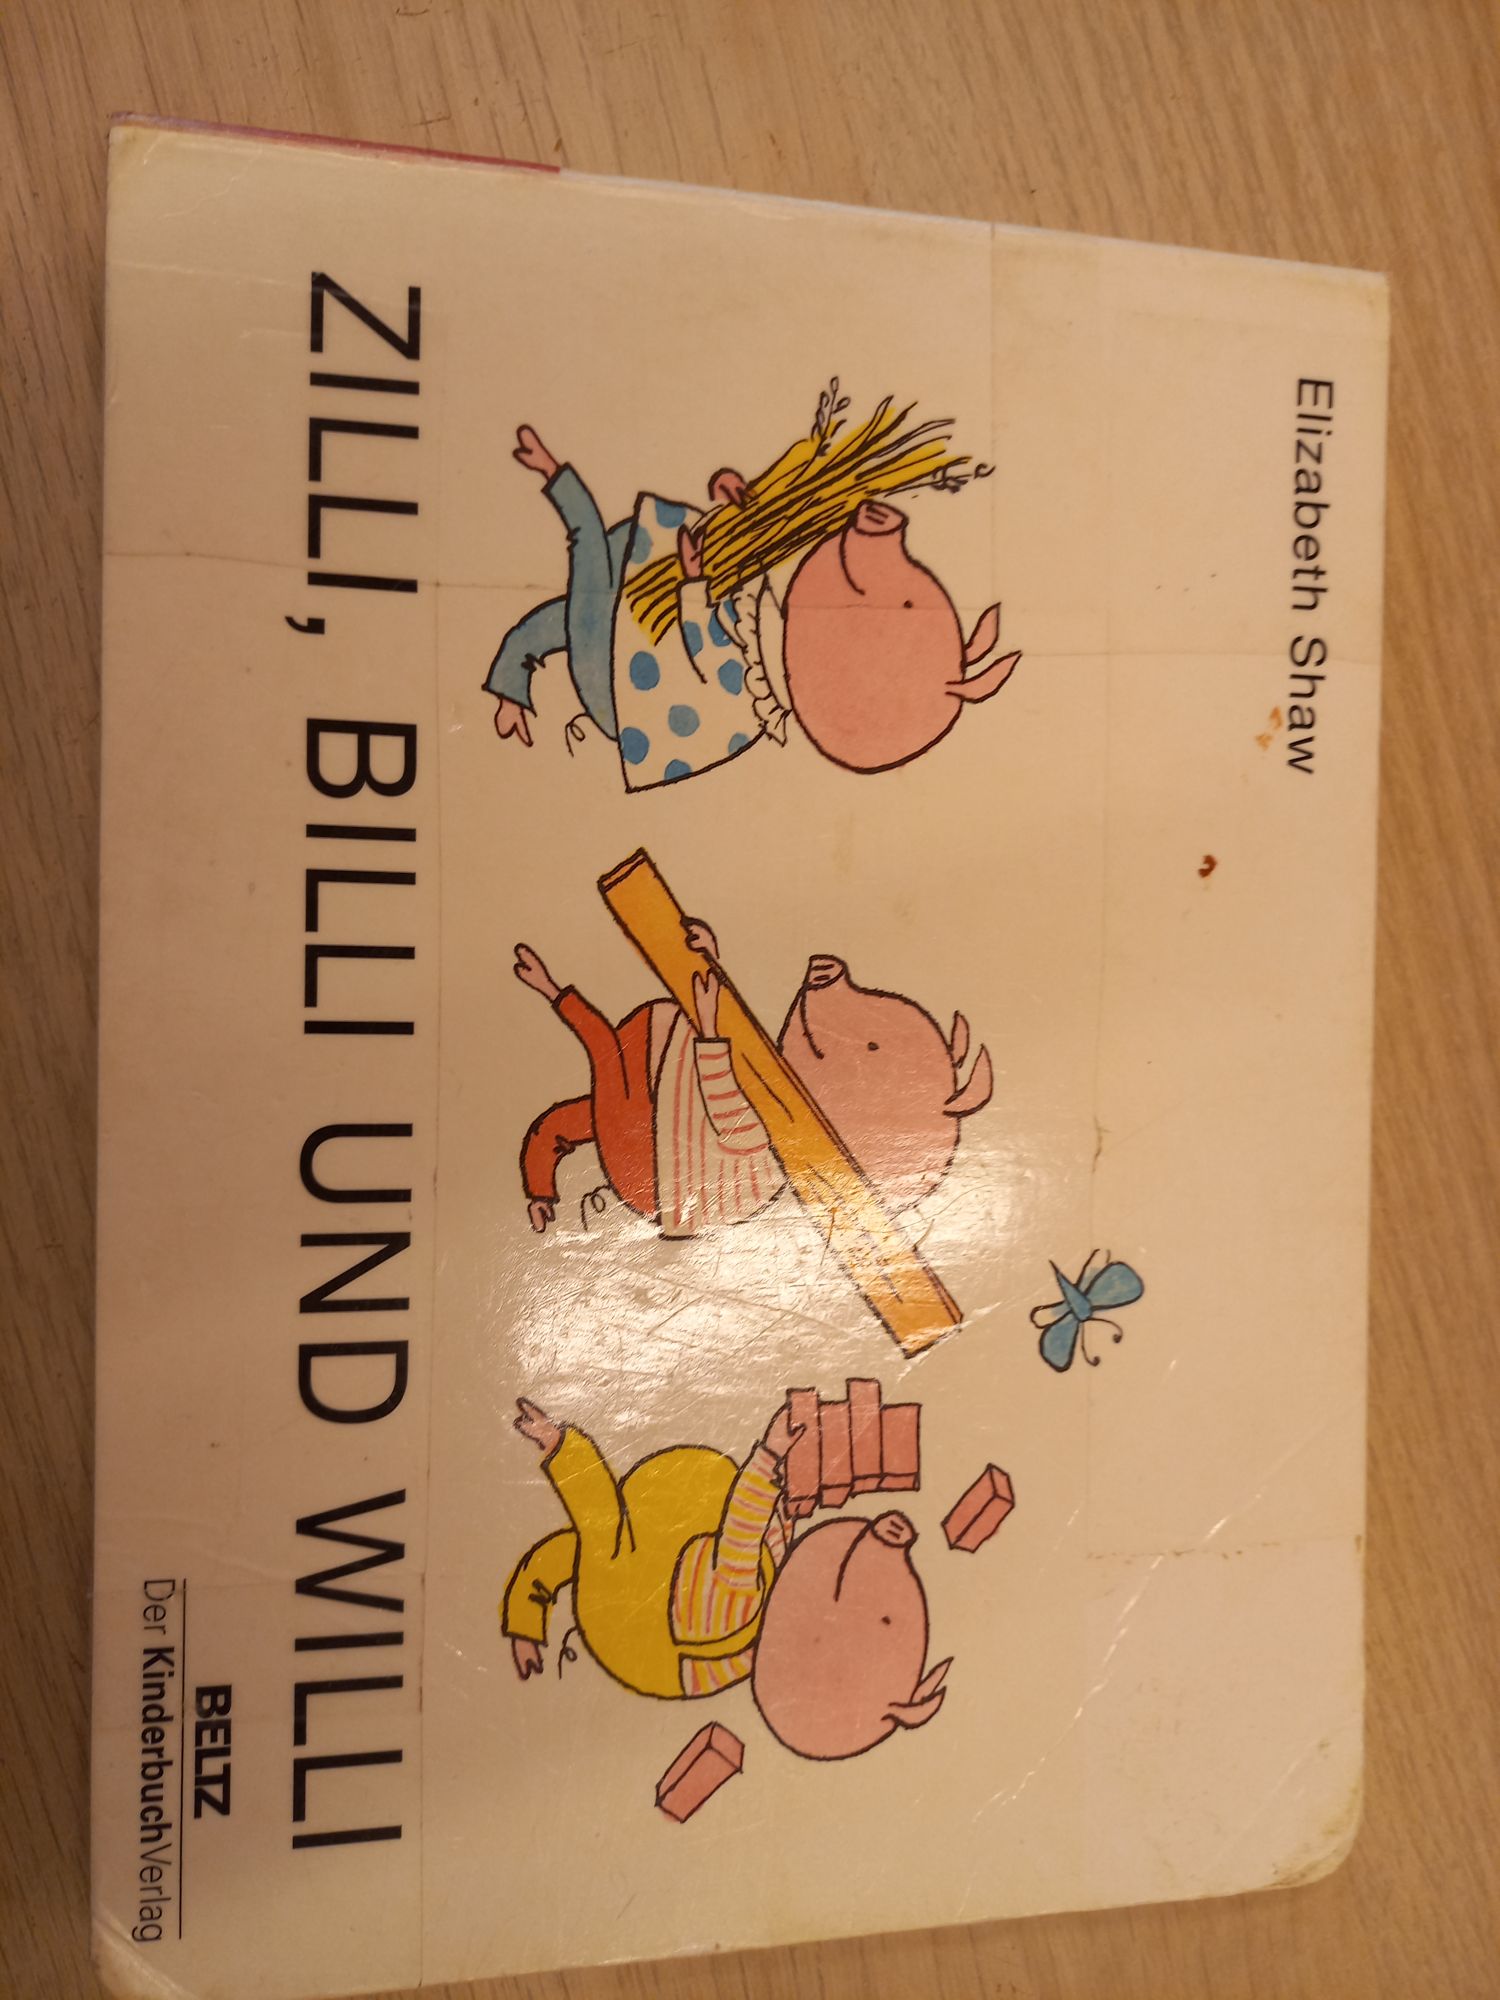 Elizabeth Shaw
ZILLI, BILLI UND WILLI
BELTZ
Der KinderbuchVerlag